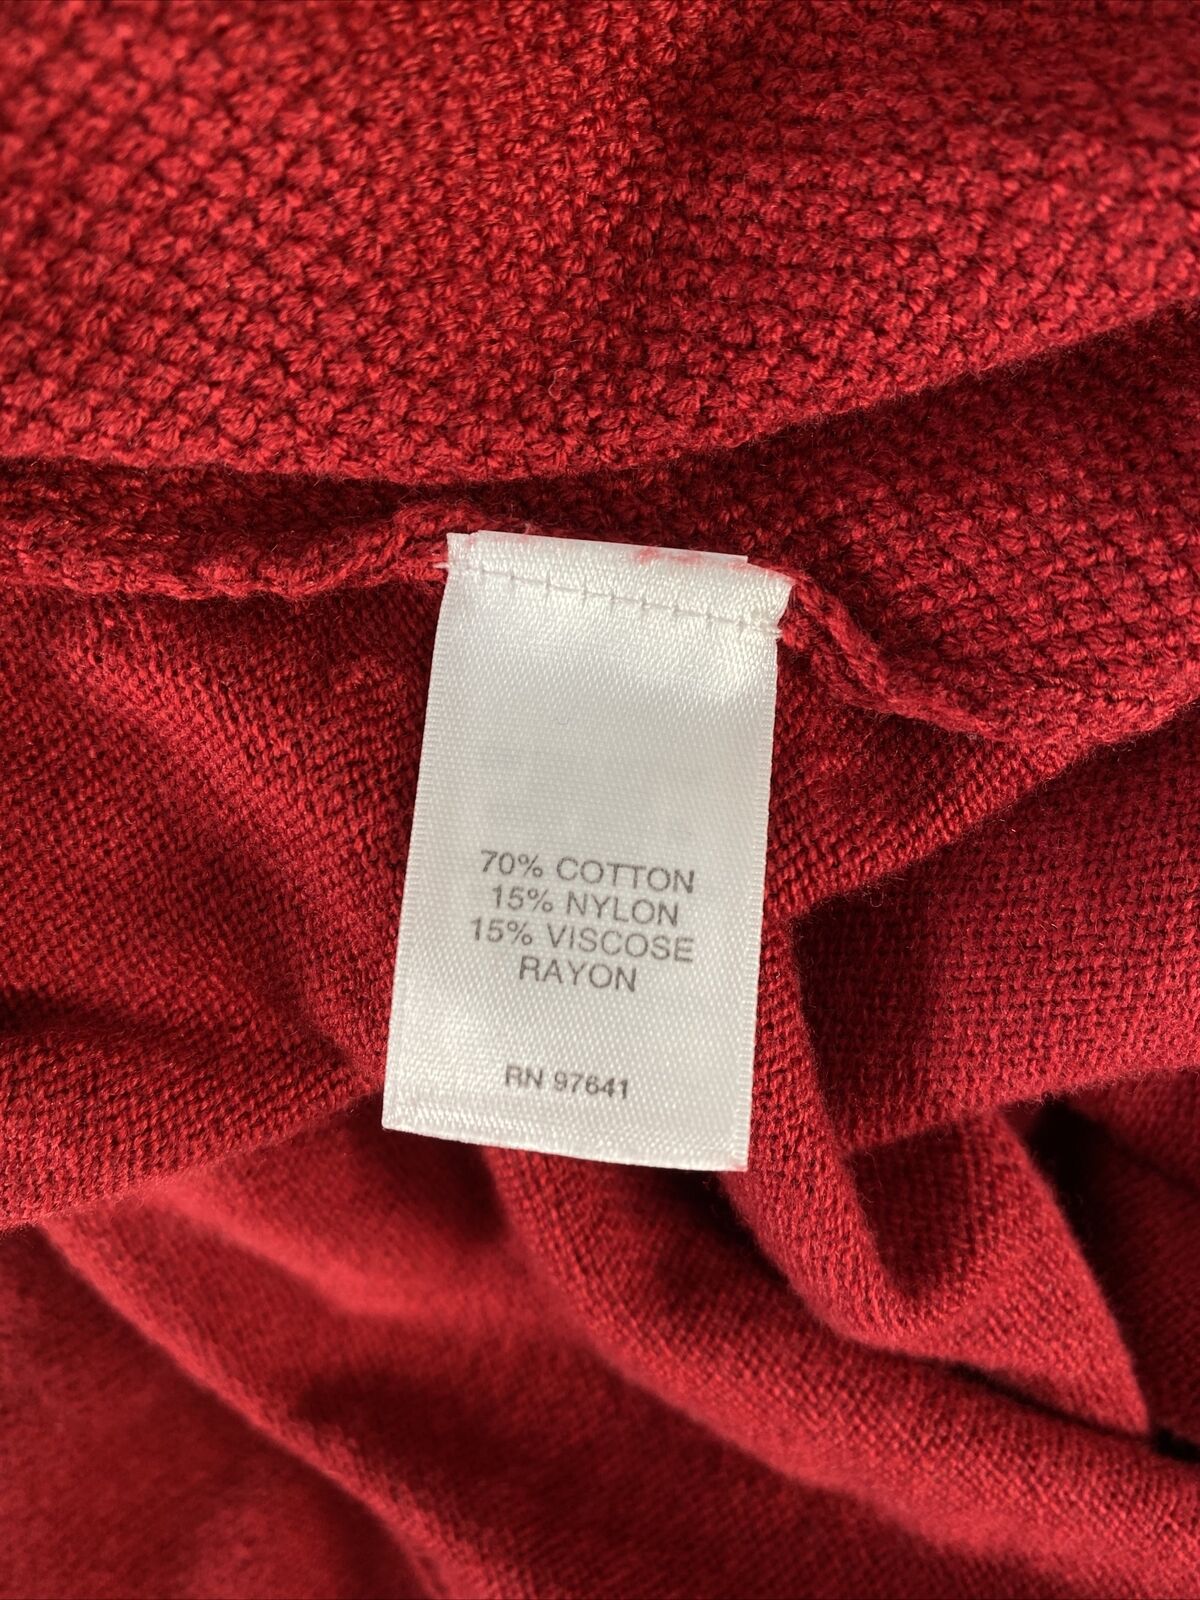 70% COTTON
15% NYLON
15% VISCOSE
RAYON
RN 97641